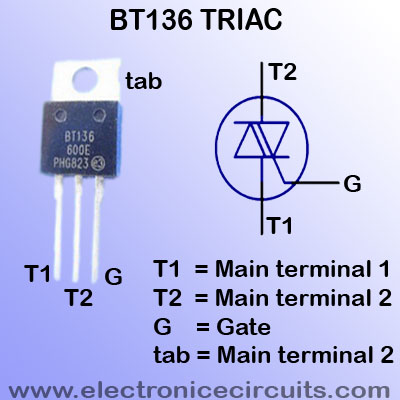 BT136 TRIAC
tab
BT136
600E
PHG823
T1
T2
G
T2
G
T1
T1 = Main terminal 1
T2 = Main terminal 2
G = Gate
tab = Main terminal 2
www.electronicecircuits.com